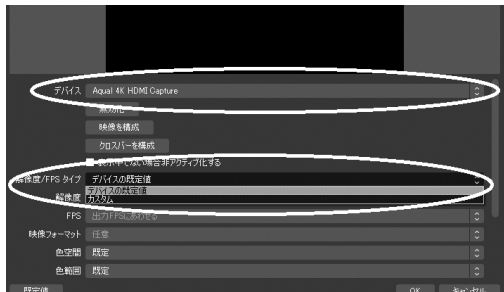 デバイス Aqual 4K HDMI Capture
無効化
映像を構成
クロスバーを構成
表示中でない場合非アクティブ化する
解像度/FPS タイプ デバイスの既定値
デバイスの既定値
解像度 カスタム
FPS 出力FPSにあわせる
映像フォーマット 任意
色空間 既定
色範囲 既定
既定値 OK キャンセル